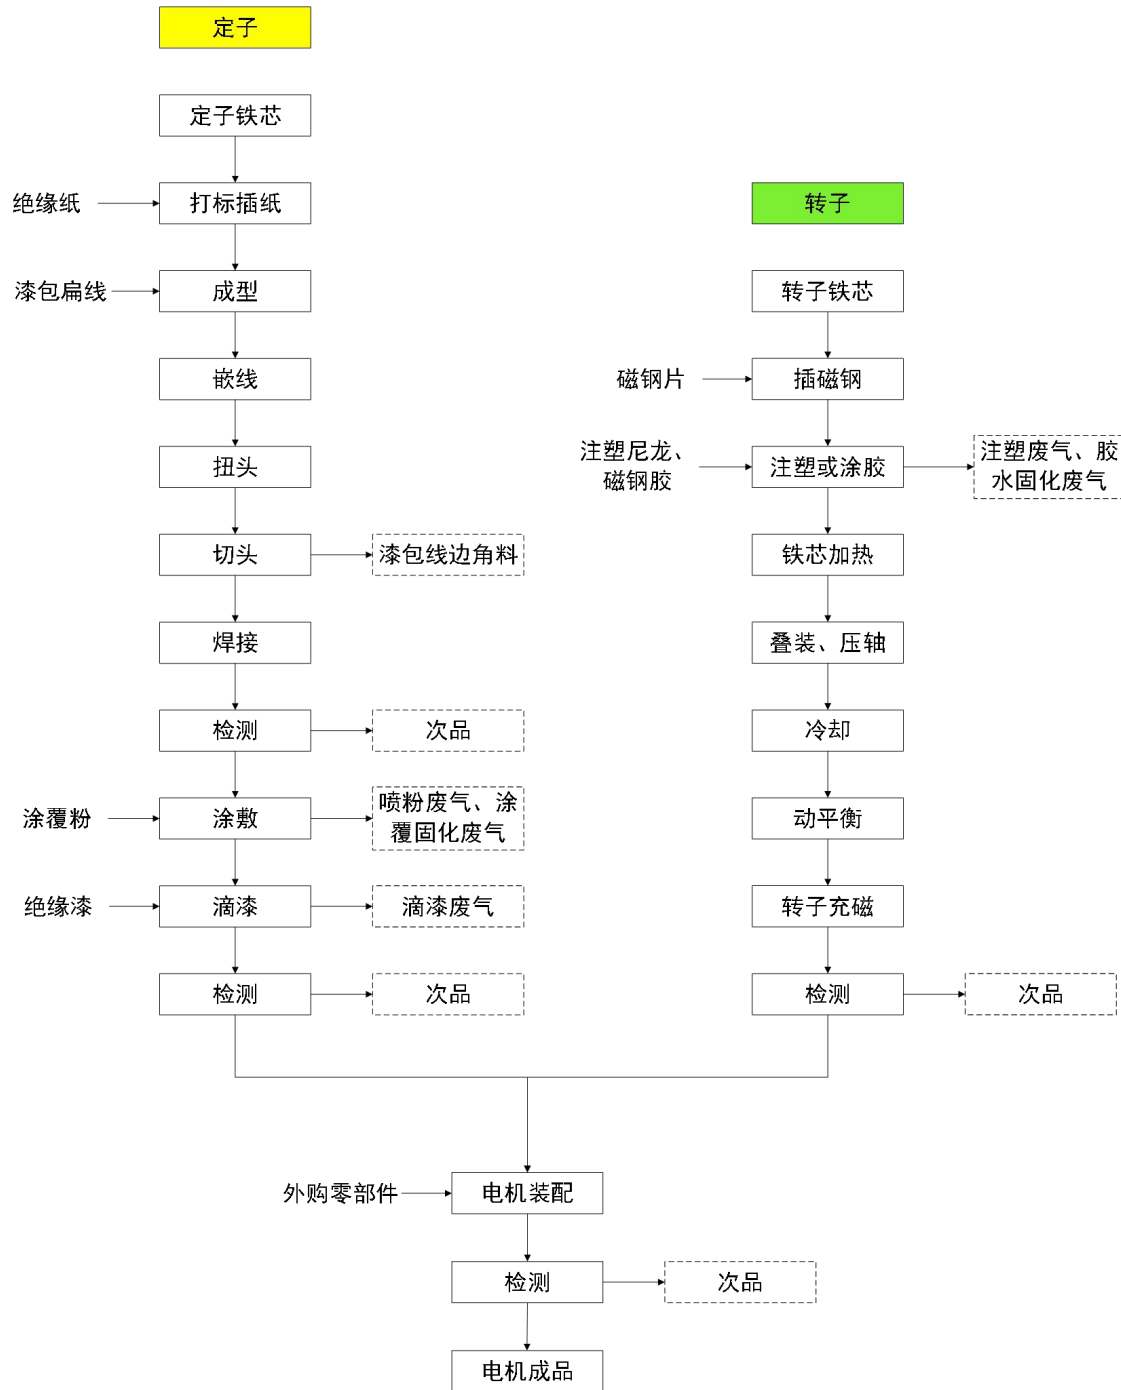 定子
定子铁芯
绝缘纸
打标插纸
转子
漆包扁线
成型
转子铁芯
嵌线
磁钢片
插磁钢
扭头
注塑尼龙、
磁钢胶
注塑或涂胶
注塑废气、胶
水固化废气
切头
漆包线边角料
铁芯加热
焊接
叠装、压轴
检测
次品
冷却
涂覆粉
涂敷
喷粉废气、涂
覆固化废气
动平衡
绝缘漆
滴漆
滴漆废气
转子充磁
检测
次品
检测
次品
外购零部件
电机装配
检测
次品
电机成品